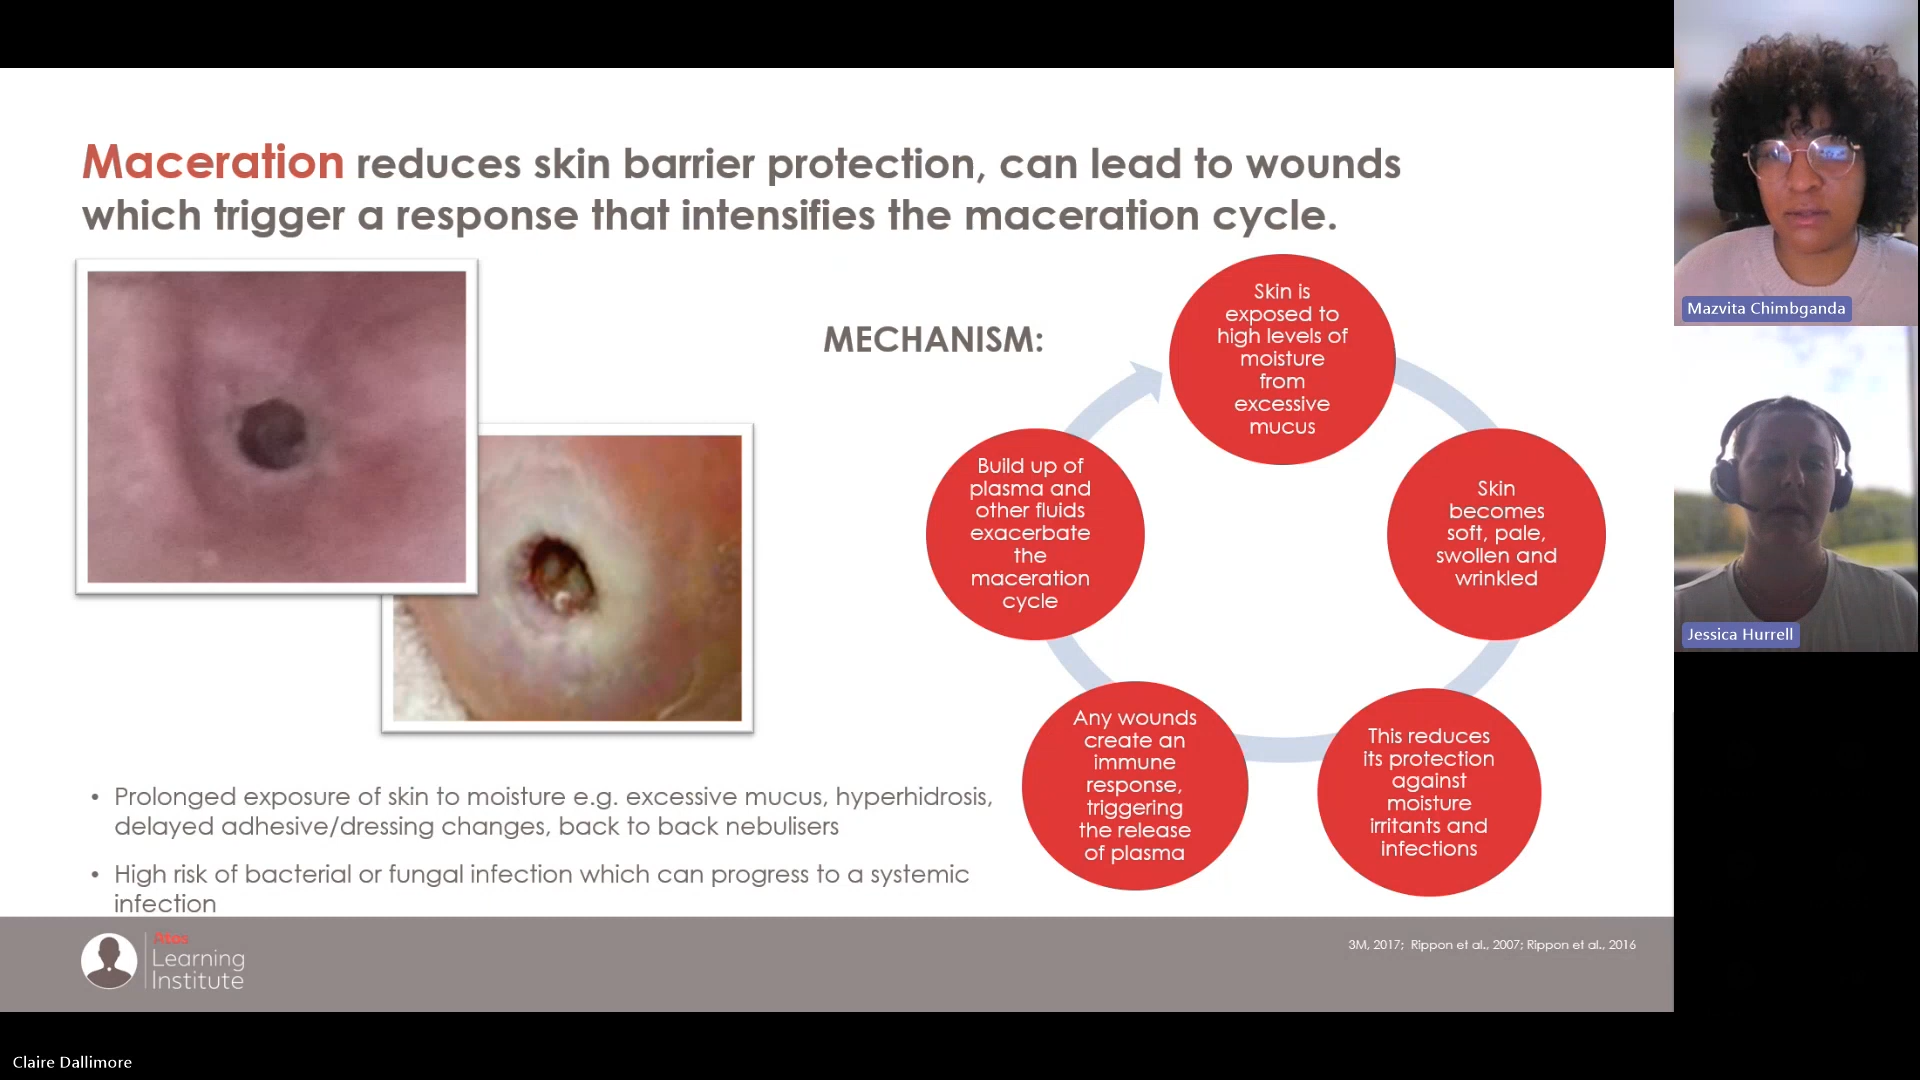 Maceration reduces skin barrier protection, can lead to wounds
which trigger a response that intensifies the maceration cycle.
MECHANISM:
Skin is
exposed to
high levels of
moisture
from
excessive
mucus
Skin
becomes
soft, pale,
swollen and
wrinkled
This reduces
its protection
against
moisture
irritants and
infections
Any wounds
create an
immune
response,
triggering
the release
of plasma
Build up of
plasma and
other fluids
exacerbate
the
maceration
cycle
• Prolonged exposure of skin to moisture e.g. excessive mucus, hyperhidrosis,
delayed adhesive/dressing changes, back to back nebulisers
• High risk of bacterial or fungal infection which can progress to a systemic
infection
Atos
Learning
Institute
3M, 2017; Rippon et al., 2007; Rippon et al., 2016
Mazvita Chimbganda
Jessica Hurrell
Claire Dallimore